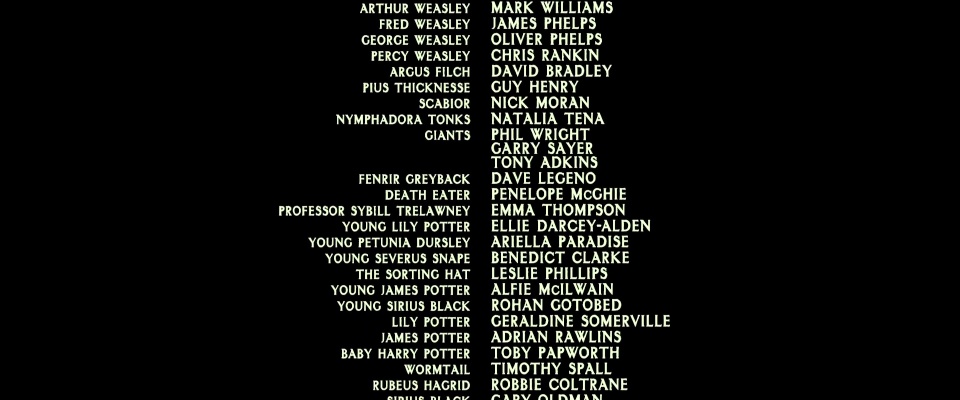 ARTHUR WEASLEY MARK WILLIAMS
FRED WEASLEY JAMES PHELPS
GEORGE WEASLEY OLIVER PHELPS
PERCY WEASLEY CHRIS RANKIN
ARGUS FILCH DAVID BRADLEY
PIUS THICKNESSE GUY HENRY
SCABIOR NICK MORAN
NYMPHADORA TONKS NATALIA TENA
GIANTS PHIL WRIGHT
GARRY SAYER
TONY ADKINS
FENRIR GREYBACK DAVE LEGENO
DEATH EATER PENELOPE McGHIE
PROFESSOR SYBILL TRELAWNEY EMMA THOMPSON
YOUNG LILY POTTER ELLIE DARCEY-ALDEN
YOUNG PETUNIA DURSLEY ARIELLA PARADISE
YOUNG SEVERUS SNAPE BENEDICT CLARKE
THE SORTING HAT LESLIE PHILLIPS
YOUNG JAMES POTTER ALFIE McILWAIN
YOUNG SIRIUS BLACK ROHAN GOTOBED
LILY POTTER GERALDINE SOMERVILLE
JAMES POTTER ADRIAN RAWLINS
BABY HARRY POTTER TOBY PAPWORTH
WORMTAIL TIMOTHY SPALL
RUBEUS HAGRID ROBBIE COLTRANE
SIRIUS BLACK GARY OLDMAN